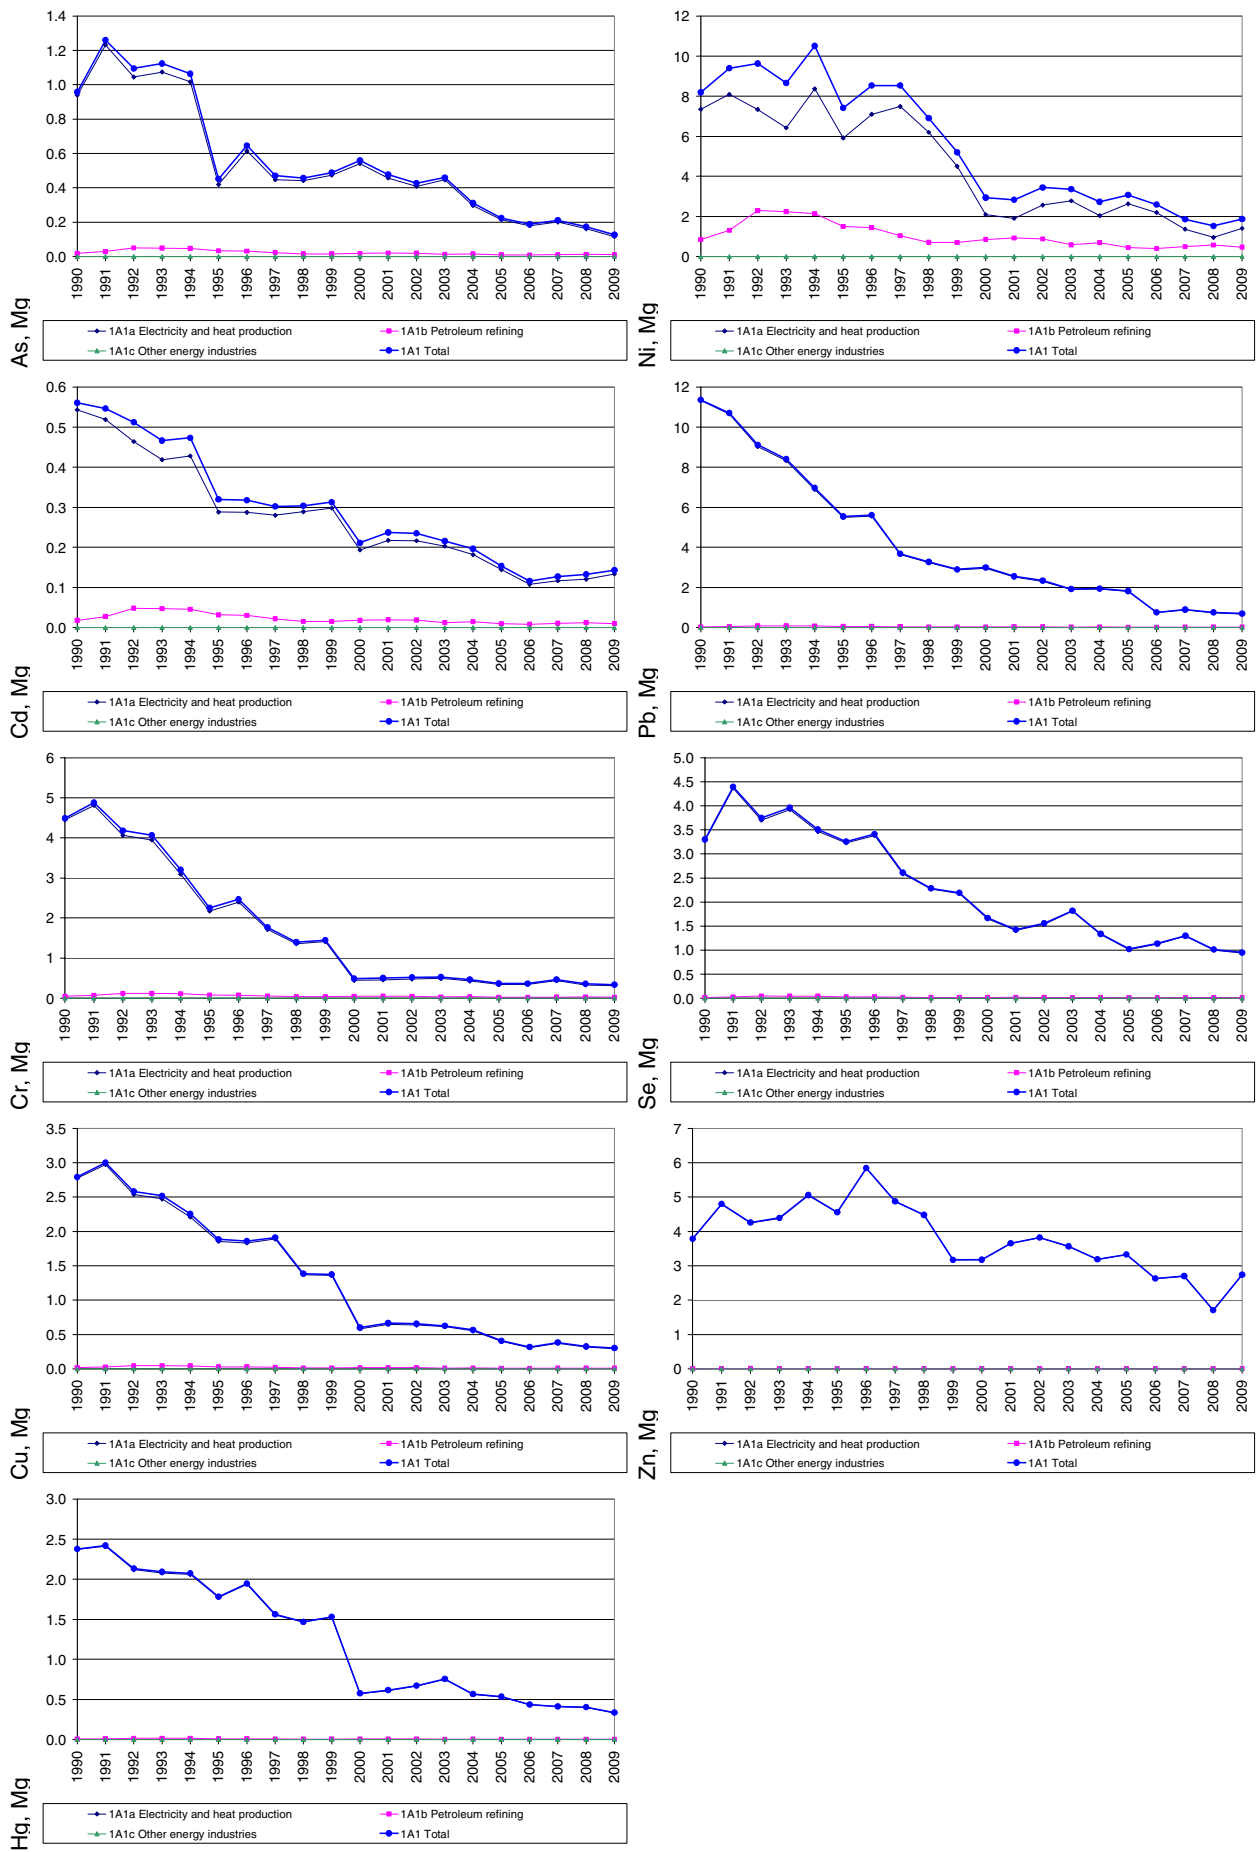 As, Mg
1.4
1.2
1.0
0.8
0.6
0.4
0.2
0.0
1990 1991 1992 1993 1994 1995 1996 1997 1998 1999 2000 2001 2002 2003 2004 2005 2006 2007 2008 2009
1A1a Electricity and heat production 1A1b Petroleum refining
1A1c Other energy industries 1A1 Total
Ni, Mg
12
10
8
6
4
2
0
1990 1991 1992 1993 1994 1995 1996 1997 1998 1999 2000 2001 2002 2003 2004 2005 2006 2007 2008 2009
1A1a Electricity and heat production 1A1b Petroleum refining
1A1c Other energy industries 1A1 Total
Cd, Mg
0.6
0.5
0.4
0.3
0.2
0.1
0.0
1990 1991 1992 1993 1994 1995 1996 1997 1998 1999 2000 2001 2002 2003 2004 2005 2006 2007 2008 2009
1A1a Electricity and heat production 1A1b Petroleum refining
1A1c Other energy industries 1A1 Total
Pb, Mg
12
10
8
6
4
2
0
1990 1991 1992 1993 1994 1995 1996 1997 1998 1999 2000 2001 2002 2003 2004 2005 2006 2007 2008 2009
1A1a Electricity and heat production 1A1b Petroleum refining
1A1c Other energy industries 1A1 Total
Cr, Mg
6
5
4
3
2
1
0
1990 1991 1992 1993 1994 1995 1996 1997 1998 1999 2000 2001 2002 2003 2004 2005 2006 2007 2008 2009
1A1a Electricity and heat production 1A1b Petroleum refining
1A1c Other energy industries 1A1 Total
Se, Mg
5.0
4.5
4.0
3.5
3.0
2.5
2.0
1.5
1.0
0.5
0.0
1990 1991 1992 1993 1994 1995 1996 1997 1998 1999 2000 2001 2002 2003 2004 2005 2006 2007 2008 2009
1A1a Electricity and heat production 1A1b Petroleum refining
1A1c Other energy industries 1A1 Total
Cu, Mg
3.5
3.0
2.5
2.0
1.5
1.0
0.5
0.0
1990 1991 1992 1993 1994 1995 1996 1997 1998 1999 2000 2001 2002 2003 2004 2005 2006 2007 2008 2009
1A1a Electricity and heat production 1A1b Petroleum refining
1A1c Other energy industries 1A1 Total
Zn, Mg
7
6
5
4
3
2
1
0
1990 1991 1992 1993 1994 1995 1996 1997 1998 1999 2000 2001 2002 2003 2004 2005 2006 2007 2008 2009
1A1a Electricity and heat production 1A1b Petroleum refining
1A1c Other energy industries 1A1 Total
Hg, Mg
3.0
2.5
2.0
1.5
1.0
0.5
0.0
1990 1991 1992 1993 1994 1995 1996 1997 1998 1999 2000 2001 2002 2003 2004 2005 2006 2007 2008 2009
1A1a Electricity and heat production 1A1b Petroleum refining
1A1c Other energy industries 1A1 Total